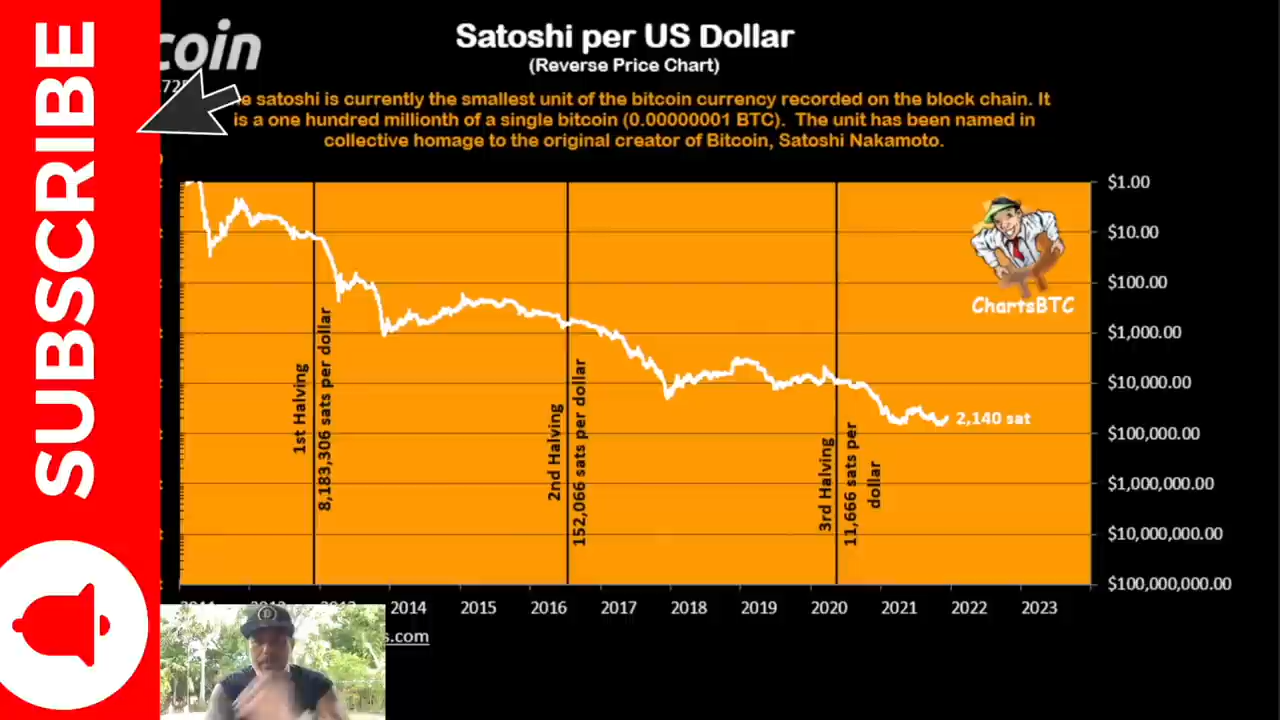 SUBSCRIBE
coin
Satoshi per US Dollar
(Reverse Price Chart)
satoshi is currently the smallest unit of the bitcoin currency recorded on the block chain. It
is a one hundred millionth of a single bitcoin (0.00000001 BTC). The unit has been named in
collective homage to the original creator of Bitcoin, Satoshi Nakamoto.
$1.00
$10.00
$100.00
$1,000.00
$10,000.00
$100,000.00
$1,000,000.00
$10,000,000.00
$100,000,000.00
ChartsBTC
1st Halving
8,183,306 sats per dollar
2nd Halving
152,066 sats per dollar
3rd Halving
11,666 sats per
dollar
2,140 sat
2014 2015 2016 2017 2018 2019 2020 2021 2022 2023
s.com